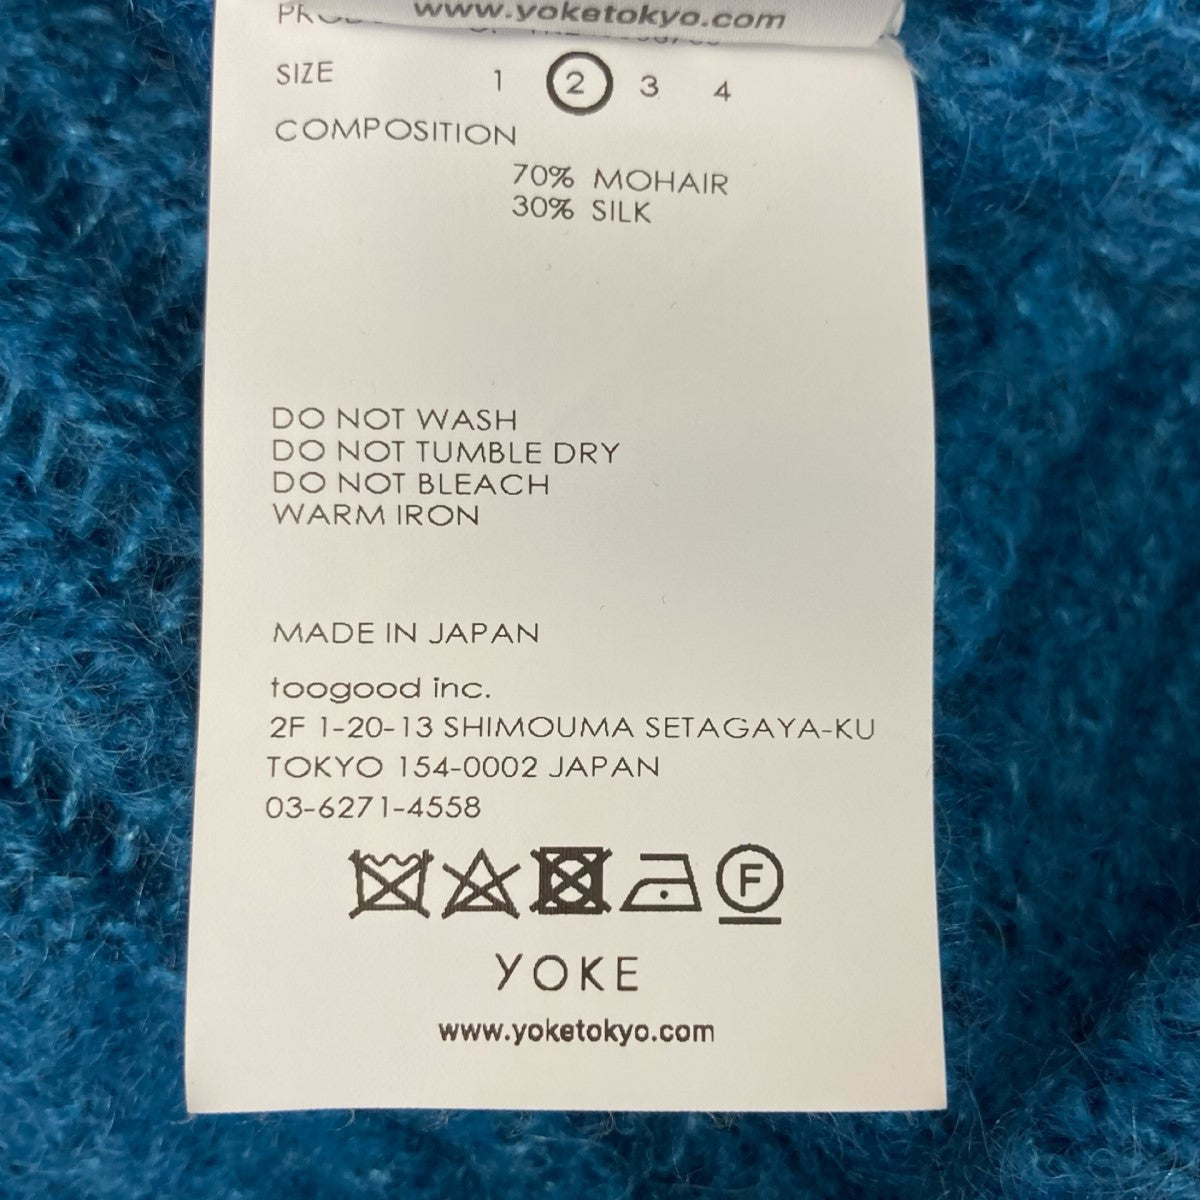 www.yoketokyo.com
SIZE 1 2 3 4
COMPOSITION
70% MOHAIR
30% SILK
DO NOT WASH
DO NOT TUMBLE DRY
DO NOT BLEACH
WARM IRON
MADE IN JAPAN
toogood inc.
2F 1-20-13 SHIMOUMA SETAGAYA-KU
TOKYO 154-0002 JAPAN
03-6271-4558
F
YOKE
www.yoketokyo.com